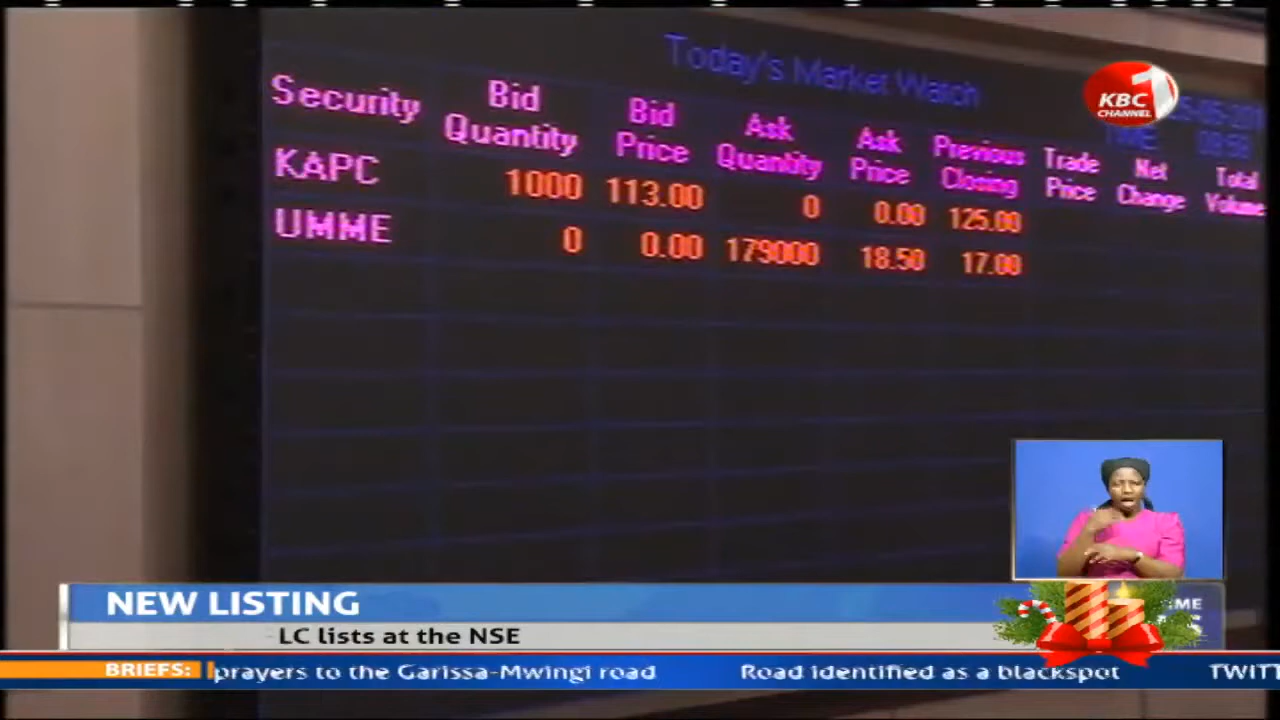 Today's Market Watch
KBC 1
CHANNEL
Security Bid Quantity Bid Price Ask Quantity Ask Price Previous Closing Trade Price Net Change Total Volume
KAPC 1000 113.00 0 0.00 125.00
UMME 0 0.00 179000 18.50 17.00
NEW LISTING
LC lists at the NSE
BRIEFS: prayers to the Garissa-Mwingi road Road identified as a blackspot TWITT